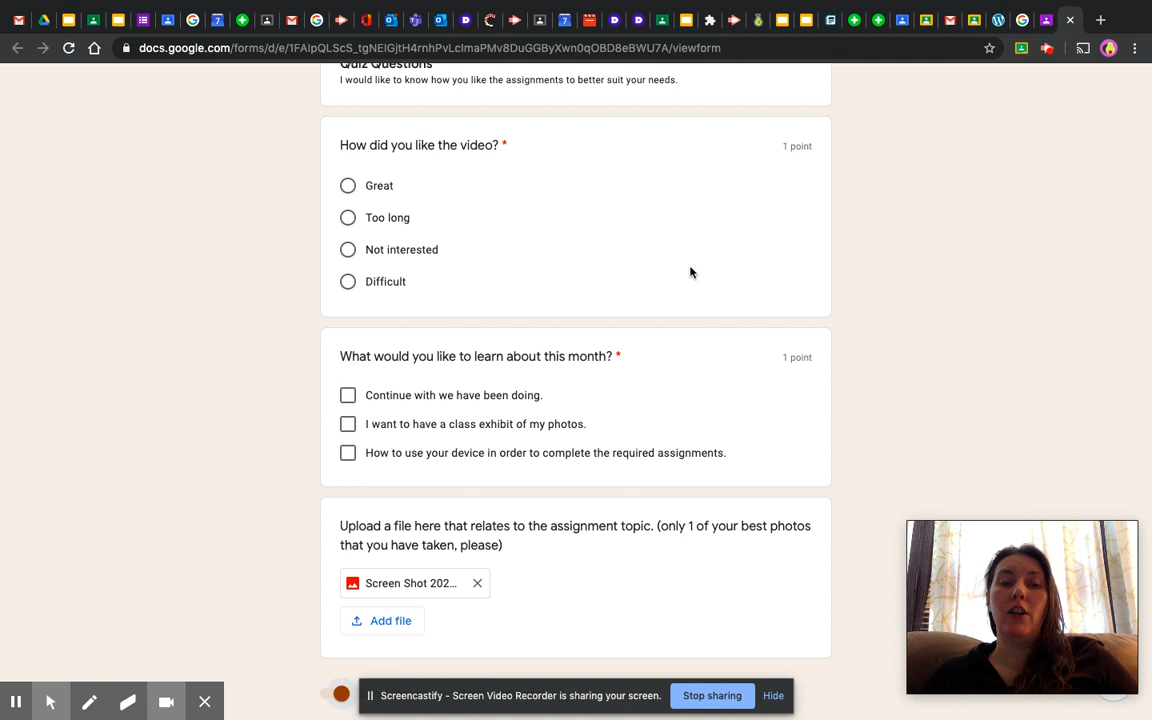 docs.google.com/forms/d/e/1FAIpQLScS_tgNEIGjtH4rnhPvLcImaPMv8DuGGByXwn0qOBD8eBWU7A/viewform
Quiz Questions
I would like to know how you like the assignments to better suit your needs.
How did you like the video? *
1 point
Great
Too long
Not interested
Difficult
What would you like to learn about this month? *
1 point
Continue with we have been doing.
I want to have a class exhibit of my photos.
How to use your device in order to complete the required assignments.
Upload a file here that relates to the assignment topic. (only 1 of your best photos
that you have taken, please)
Screen Shot 202...
Add file
Screencastify - Screen Video Recorder is sharing your screen.
Stop sharing
Hide